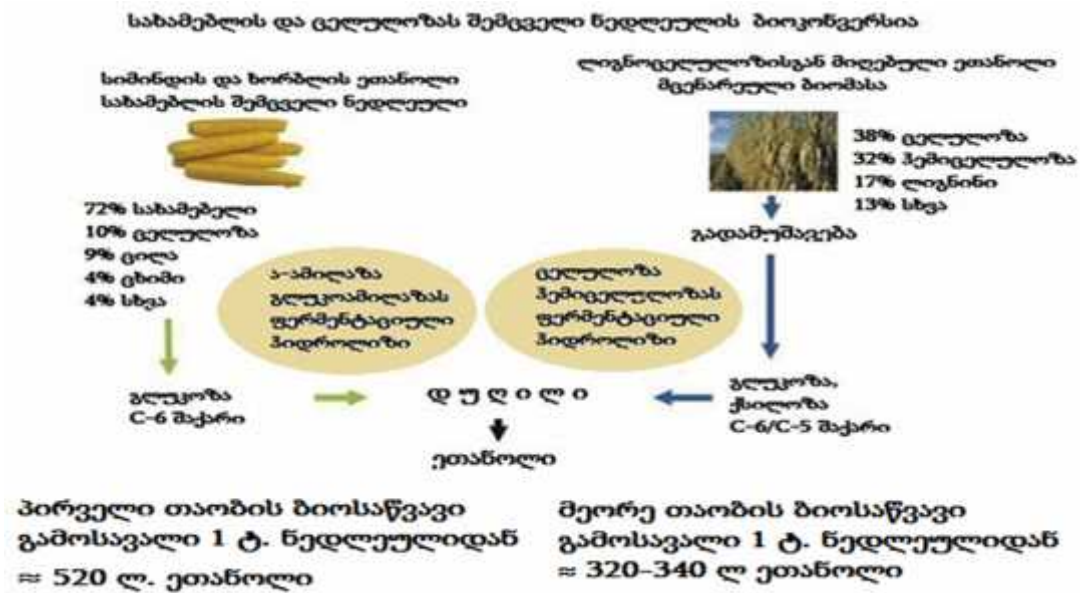 სახამებლის და ცელულოზას შემცველი ნედლეულის ბიოკონვერსია
სიმინდის და ხორბლის ეთანოლი
სახამებლის შემცველი ნედლეული
72% სახამებელი
10% ცელულოზა
9% ცილა
4% ცხიმი
4% სხვა
ლიგნოცელულოზისგან მიღებული ეთანოლი
მცენარეული ბიომასა
38% ცელულოზა
32% ჰემიცელულოზა
17% ლიგნინი
13% სხვა
გადამუშავება
ა-ამილაზა
გლუკოამილაზას
ფერმენტაციული
ჰიდროლიზი
ცელულოზა
ჰემიცელულოზას
ფერმენტაციული
ჰიდროლიზი
გლუკოზა
C-6 შაქარი
დ უ ღ ი ლ ი
გლუკოზა,
ქსილოზა
C-6/C-5 შაქარი
ეთანოლი
პირველი თაობის ბიოსაწვავი
გამოსავალი 1 ტ. ნედლეულიდან
≈ 520 ლ. ეთანოლი
მეორე თაობის ბიოსაწვავი
გამოსავალი 1 ტ. ნედლეულიდან
≈ 320–340 ლ ეთანოლი